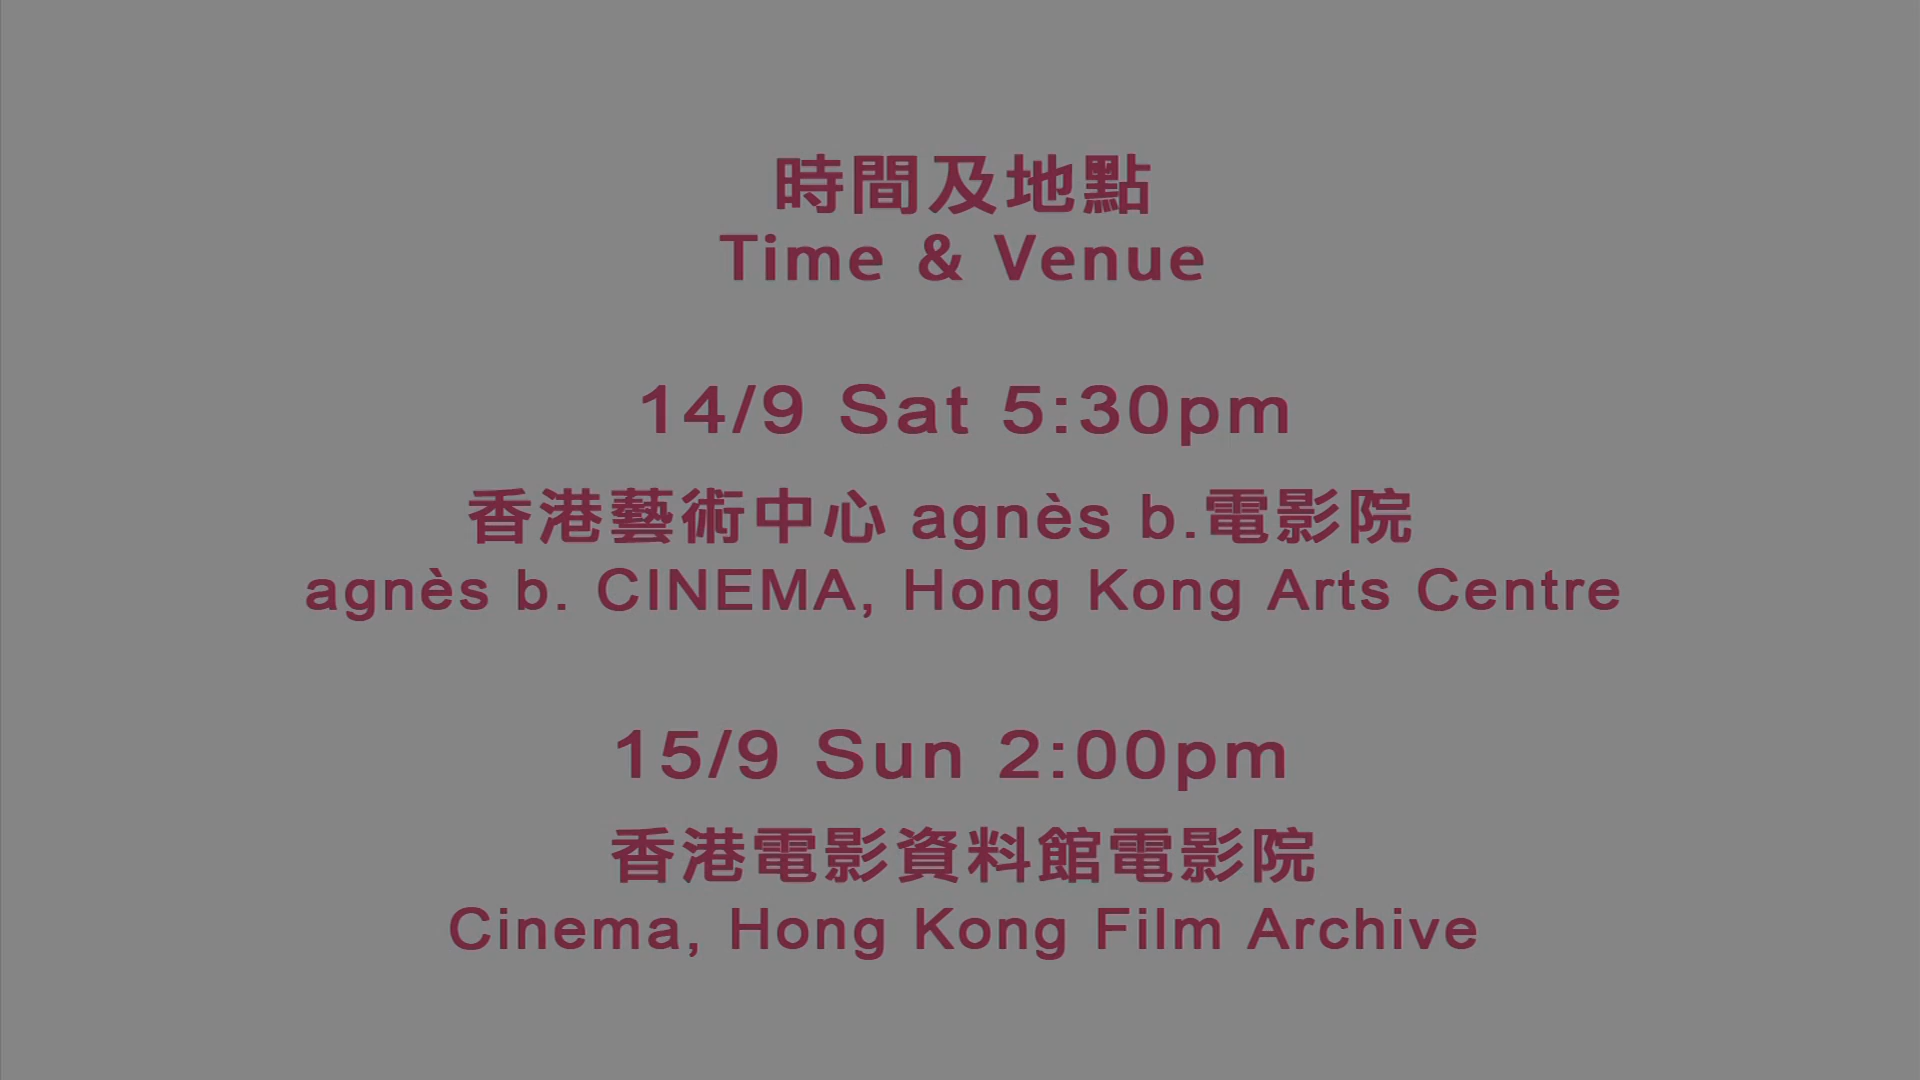 時間及地點
Time & Venue
14/9 Sat 5:30pm
香港藝術中心 agnès b.電影院
agnès b. CINEMA, Hong Kong Arts Centre
15/9 Sun 2:00pm
香港電影資料館電影院
Cinema, Hong Kong Film Archive